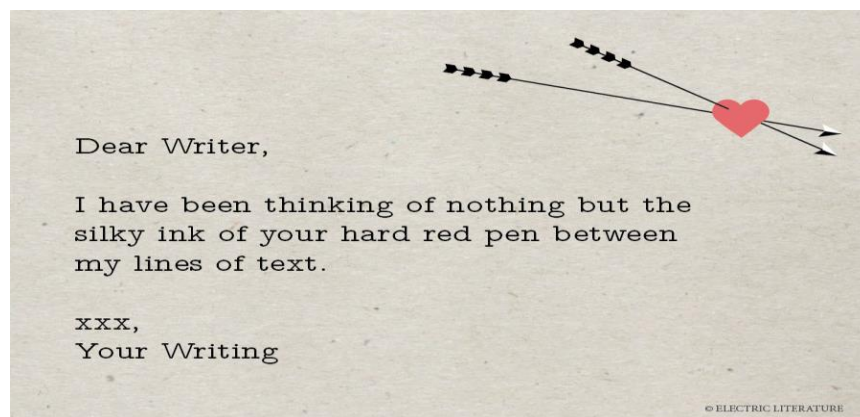 Dear Writer,
I have been thinking of nothing but the
silky ink of your hard red pen between
my lines of text.
xxx,
Your Writing
© ELECTRIC LITERATURE